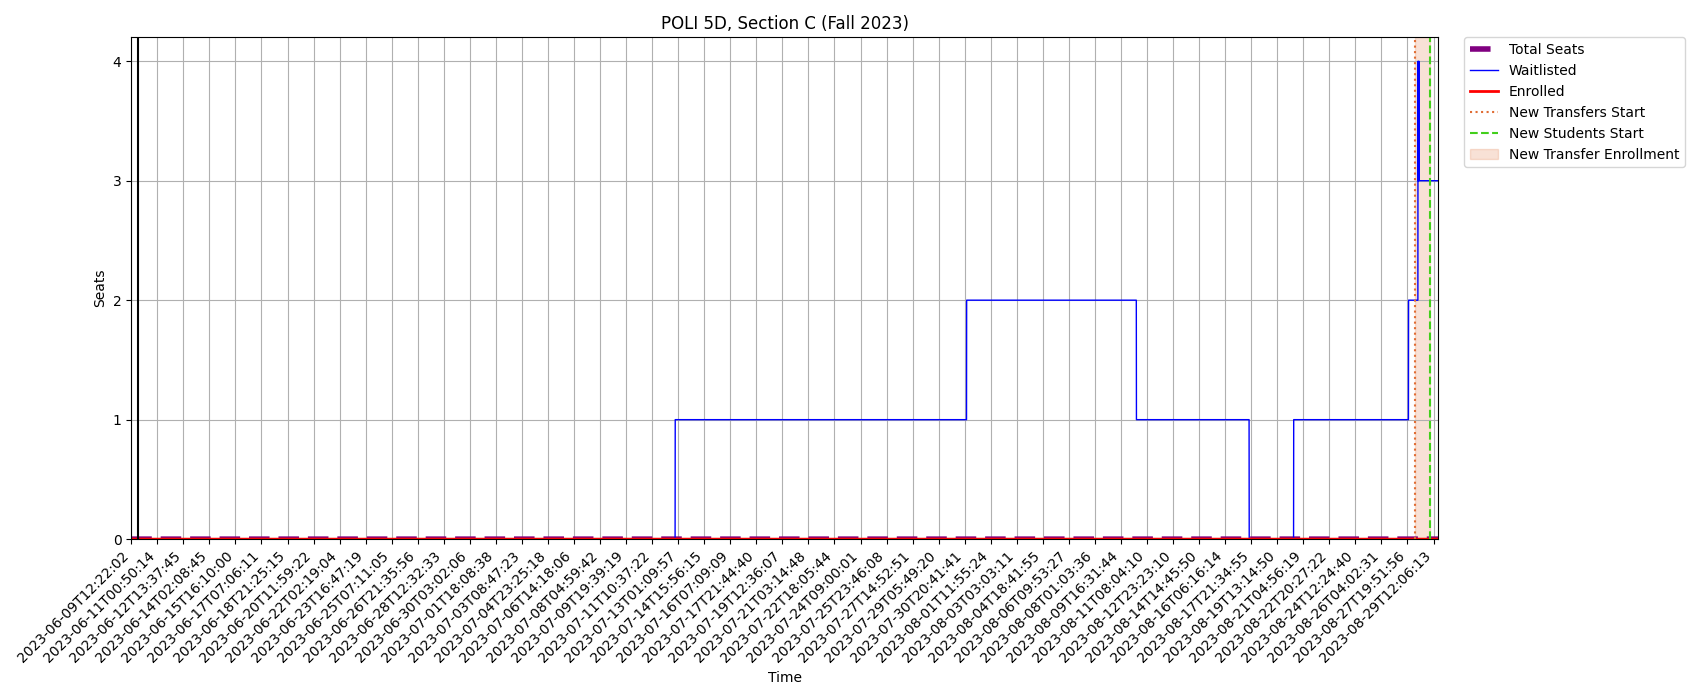 POLI 5D, Section C (Fall 2023)
Total Seats
Waitlisted
Enrolled
New Transfers Start
New Students Start
New Transfer Enrollment
Seats
4
3
2
1
0
2023-06-09T12:22:02
2023-06-11T00:50:14
2023-06-12T13:37:45
2023-06-14T02:08:45
2023-06-15T16:10:00
2023-06-17T07:06:11
2023-06-18T21:25:15
2023-06-20T11:59:22
2023-06-22T02:19:04
2023-06-23T16:47:19
2023-06-25T07:11:05
2023-06-26T21:35:56
2023-06-28T12:32:33
2023-06-30T03:02:06
2023-07-01T18:08:38
2023-07-03T08:47:23
2023-07-04T23:25:18
2023-07-06T14:18:06
2023-07-08T04:59:42
2023-07-09T19:39:19
2023-07-11T10:37:22
2023-07-13T01:09:57
2023-07-14T15:56:15
2023-07-16T07:09:09
2023-07-17T21:44:40
2023-07-19T12:36:07
2023-07-21T03:14:48
2023-07-22T18:05:44
2023-07-24T09:00:01
2023-07-25T23:46:08
2023-07-27T14:52:51
2023-07-29T05:49:20
2023-07-30T20:41:41
2023-08-01T11:55:24
2023-08-03T03:03:11
2023-08-04T18:41:55
2023-08-06T09:53:27
2023-08-08T01:03:36
2023-08-09T16:31:44
2023-08-11T08:04:10
2023-08-12T23:23:10
2023-08-14T14:45:50
2023-08-16T06:16:14
2023-08-17T21:34:55
2023-08-19T13:14:50
2023-08-21T04:56:19
2023-08-22T20:27:22
2023-08-24T12:24:40
2023-08-26T04:02:31
2023-08-27T19:51:56
2023-08-29T12:06:13
Time